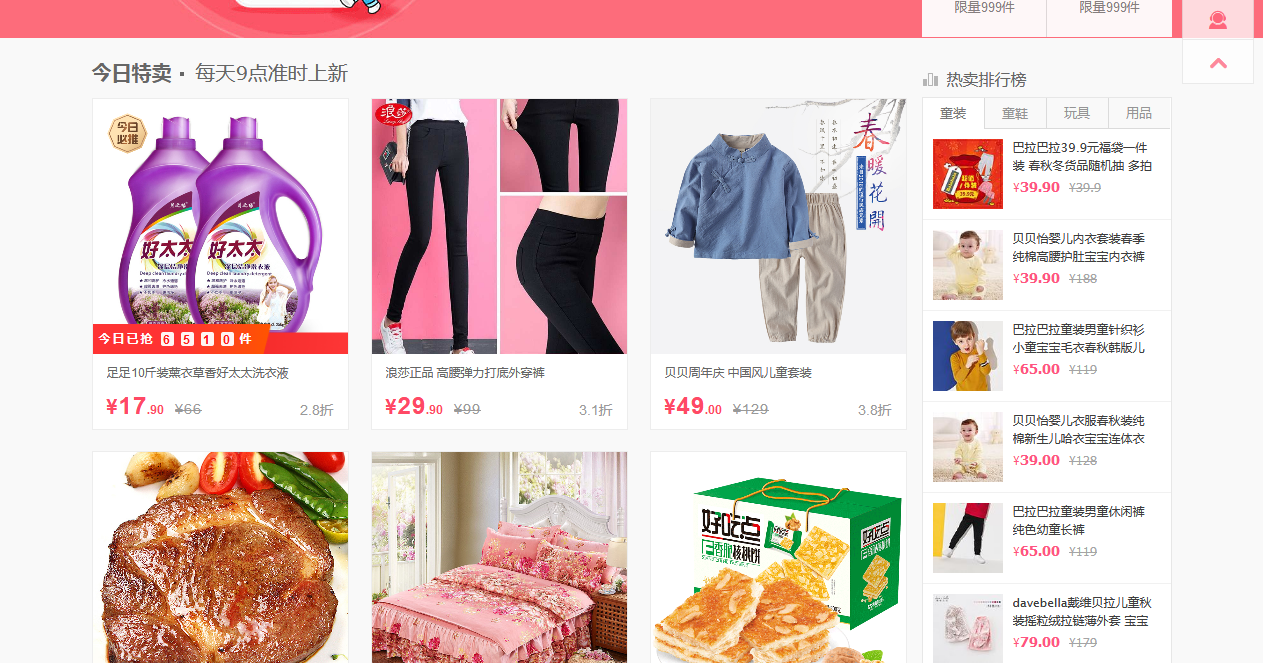 限量999件
限量999件
今日特卖 · 每天9点准时上新
今日
必推
好太太
好太太
深层洁净洗衣液
Deep clean laundry detergent
今日已抢 6 5 1 0 件
足足10斤装薰衣草香好太太洗衣液
¥17.90 ¥66 2.8折
浪莎
浪莎正品 高腰弹力打底外穿裤
¥29.90 ¥99 3.1折
春暖花開
贝贝周年庆 中国风儿童套装
¥49.00 ¥129 3.8折
好吃点
香脆核桃饼
好吃点
热卖排行榜
童装 童鞋 玩具 用品
巴拉巴拉39.9元福袋一件
装 春秋冬货品随机抽 多拍
¥39.90 ¥39.9
贝贝怡婴儿内衣套装春季
纯棉高腰护肚宝宝内衣裤
¥39.90 ¥188
巴拉巴拉童装男童针织衫
小童宝宝毛衣春秋韩版儿
¥65.00 ¥119
贝贝怡婴儿衣服春秋装纯
棉新生儿哈衣宝宝连体衣
¥39.00 ¥128
巴拉巴拉童装男童休闲裤
纯色幼童长裤
¥65.00 ¥119
davebella戴维贝拉儿童秋
装摇粒绒拉链薄外套 宝宝
¥79.00 ¥179